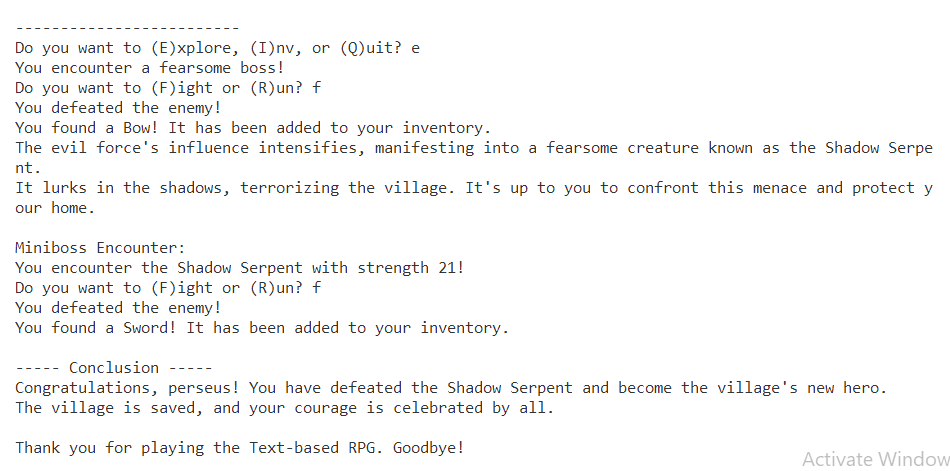 -------------------------
Do you want to (E)xplore, (I)nv, or (Q)uit? e
You encounter a fearsome boss!
Do you want to (F)ight or (R)un? f
You defeated the enemy!
You found a Bow! It has been added to your inventory.
The evil force's influence intensifies, manifesting into a fearsome creature known as the Shadow Serpe
nt.
It lurks in the shadows, terrorizing the village. It's up to you to confront this menace and protect y
our home.
Miniboss Encounter:
You encounter the Shadow Serpent with strength 21!
Do you want to (F)ight or (R)un? f
You defeated the enemy!
You found a Sword! It has been added to your inventory.
----- Conclusion -----
Congratulations, perseus! You have defeated the Shadow Serpent and become the village's new hero.
The village is saved, and your courage is celebrated by all.
Thank you for playing the Text-based RPG. Goodbye!
Activate Window